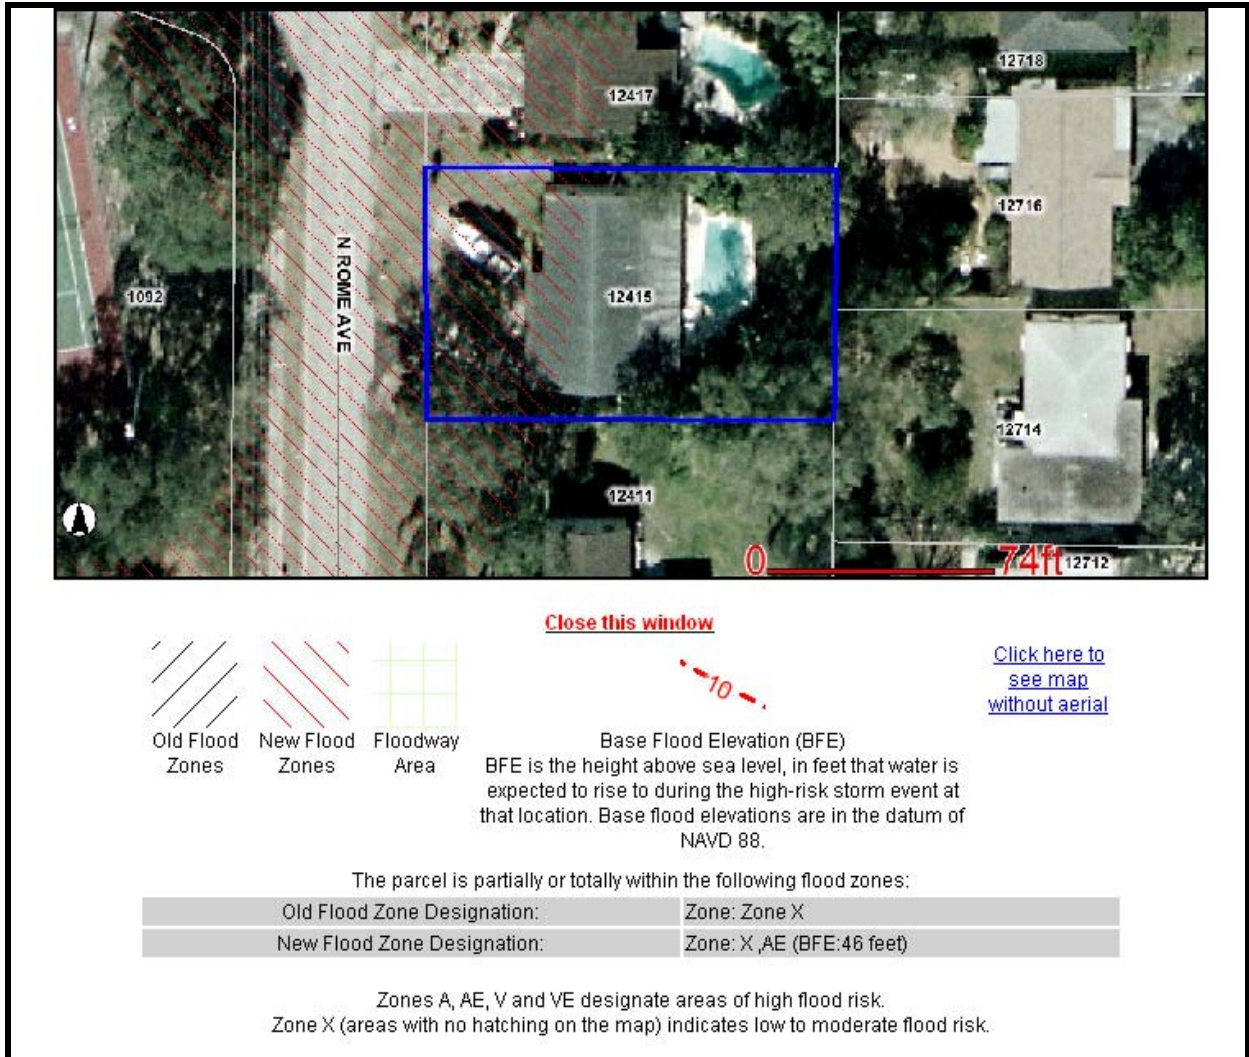 12718
12417
12716
N ROME AVE
1092
12415
12714
12411
0 74ft
12712
Close this window
Click here to
see map
without aerial
10
Old Flood
Zones
New Flood
Zones
Floodway
Area
Base Flood Elevation (BFE)
BFE is the height above sea level, in feet that water is
expected to rise to during the high-risk storm event at
that location. Base flood elevations are in the datum of
NAVD 88.
The parcel is partially or totally within the following flood zones:
Old Flood Zone Designation: Zone: Zone X
New Flood Zone Designation: Zone: X ,AE (BFE:46 feet)
Zones A, AE, V and VE designate areas of high flood risk.
Zone X (areas with no hatching on the map) indicates low to moderate flood risk.